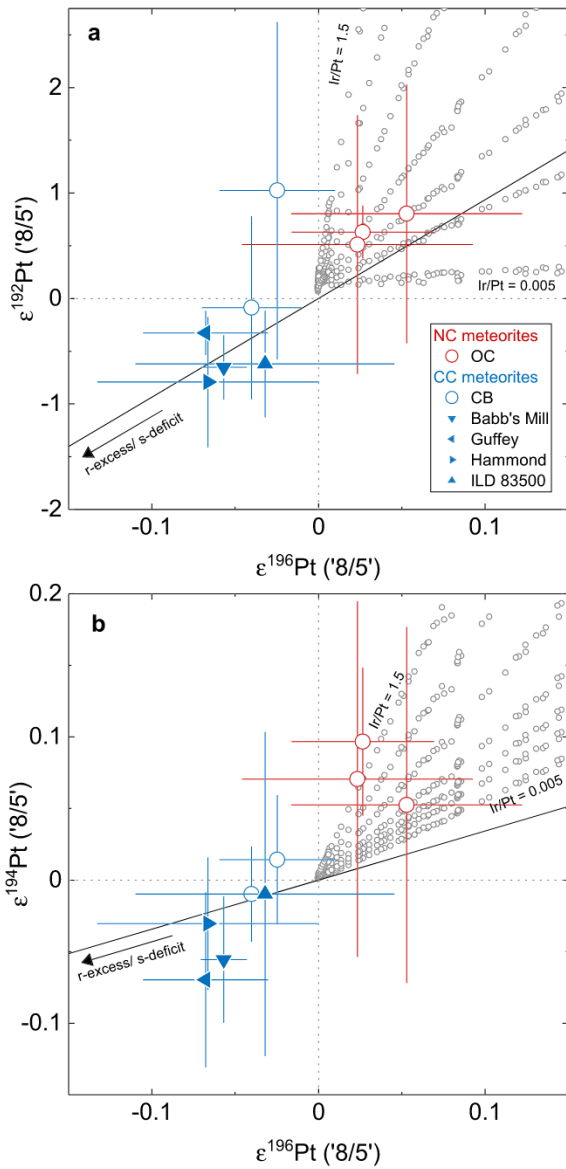 a
ε¹⁹²Pt ('8/5')
2
1
0
-1
-2
Ir/Pt = 1.5
Ir/Pt = 0.005
r-excess/ s-deficit
NC meteorites
OC
CC meteorites
CB
Babb's Mill
Guffey
Hammond
ILD 83500
-0.1
0
0.1
ε¹⁹⁶Pt ('8/5')
b
ε¹⁹⁴Pt ('8/5')
0.2
0.1
0
-0.1
Ir/Pt = 1.5
Ir/Pt = 0.005
r-excess/ s-deficit
-0.1
0
0.1
ε¹⁹⁶Pt ('8/5')